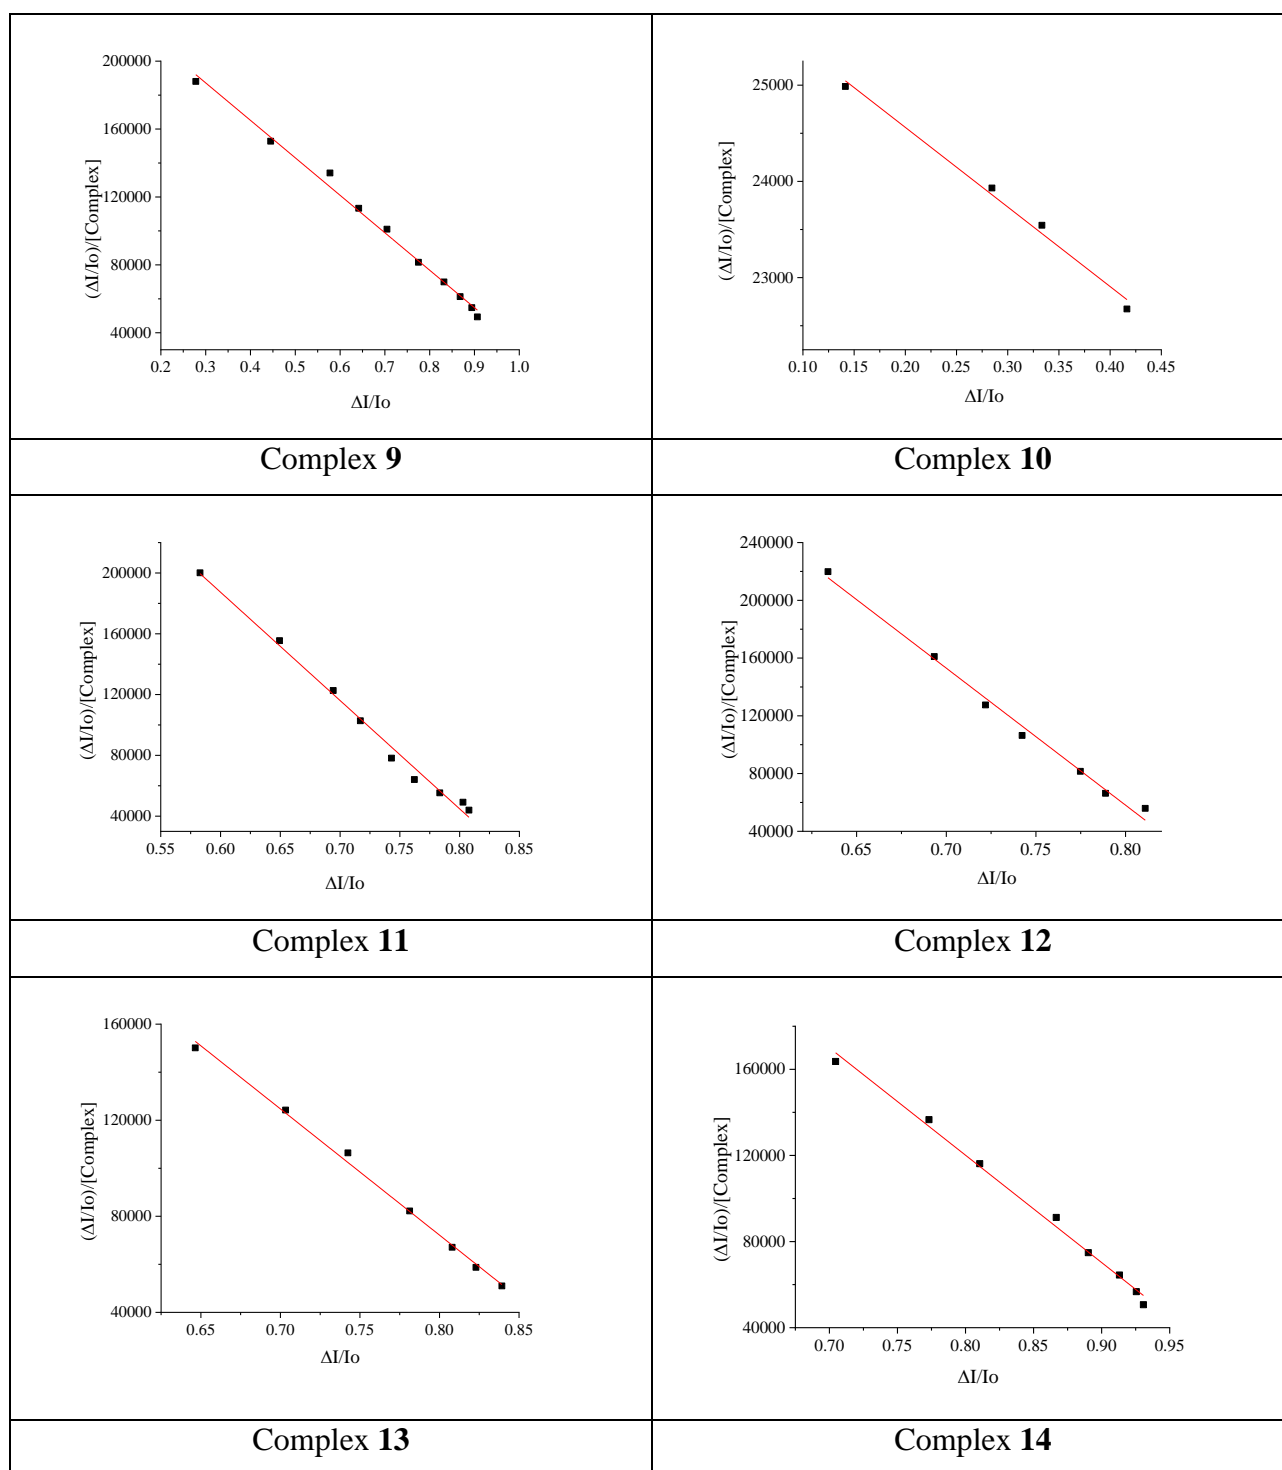 200000
160000
120000
80000
40000
(ΔI/Io)/[Complex]
0.2 0.3 0.4 0.5 0.6 0.7 0.8 0.9 1.0
ΔI/Io
25000
24000
23000
(ΔI/Io)/[Complex]
0.10 0.15 0.20 0.25 0.30 0.35 0.40 0.45
ΔI/Io
Complex 9
Complex 10
200000
160000
120000
80000
40000
(ΔI/Io)/[Complex]
0.55 0.60 0.65 0.70 0.75 0.80 0.85
ΔI/Io
240000
200000
160000
120000
80000
40000
(ΔI/Io)/[Complex]
0.65 0.70 0.75 0.80
ΔI/Io
Complex 11
Complex 12
160000
120000
80000
40000
(ΔI/Io)/[Complex]
0.65 0.70 0.75 0.80 0.85
ΔI/Io
160000
120000
80000
40000
(ΔI/Io)/[Complex]
0.70 0.75 0.80 0.85 0.90 0.95
ΔI/Io
Complex 13
Complex 14